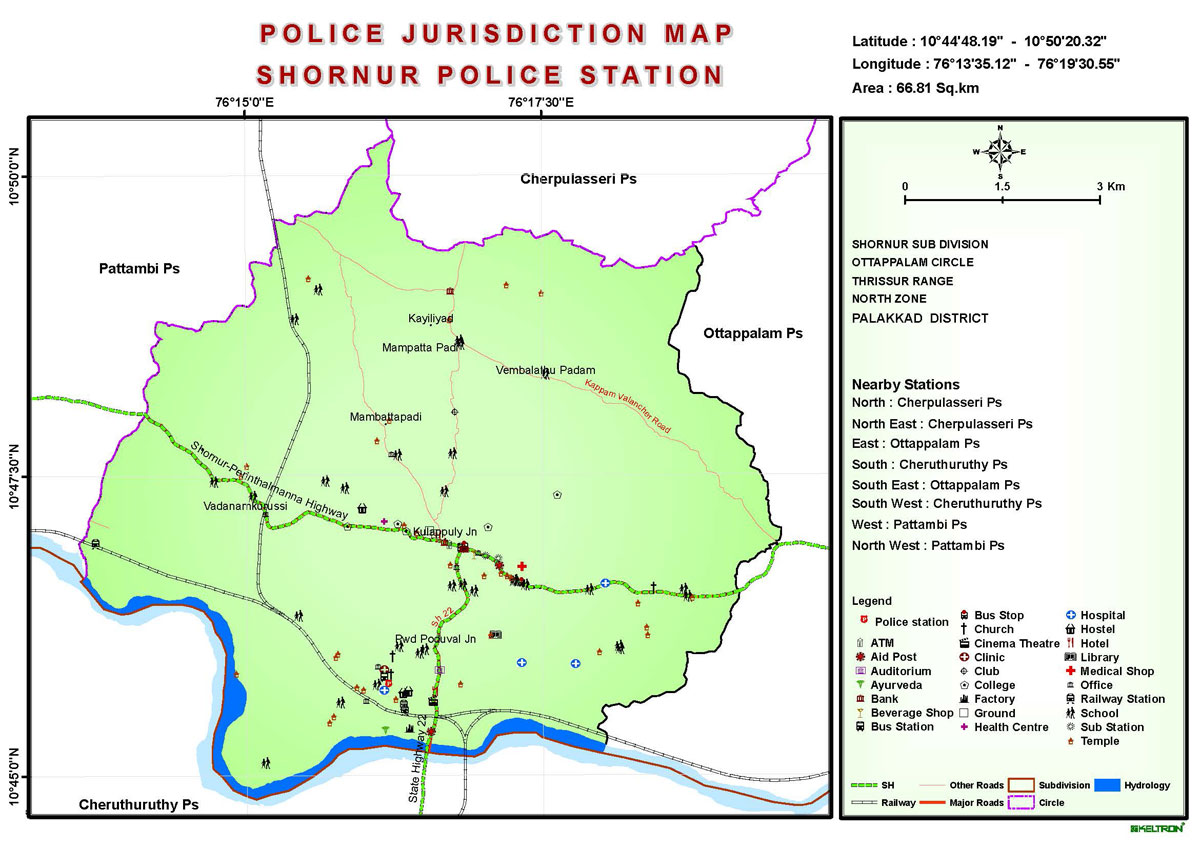 POLICE JURISDICTION MAP
SHORNUR POLICE STATION
Latitude : 10°44'48.19" - 10°50'20.32"
Longitude : 76°13'35.12" - 76°19'30.55"
Area : 66.81 Sq.km
76°15'0"E
76°17'30"E
10°50'0"N
10°47'30"N
10°45'0"N
Cherpulasseri Ps
Pattambi Ps
Ottappalam Ps
Kayiliyad
Mampatta Padi
Vembalathu Padam
Kappam Valancher Road
Mambattapadi
Shornur-Perinthalmanna Highway
Vadanamkurussi
Kulappuly Jn
sh 22
Rwd Poduval Jn
State Highway 22
Cheruthuruthy Ps
N
W
E
S
0 1.5 3 Km
SHORNUR SUB DIVISION
OTTAPPALAM CIRCLE
THRISSUR RANGE
NORTH ZONE
PALAKKAD DISTRICT
Nearby Stations
North : Cherpulasseri Ps
North East : Cherpulasseri Ps
East : Ottappalam Ps
South : Cheruthuruthy Ps
South East : Ottappalam Ps
South West : Cheruthuruthy Ps
West : Pattambi Ps
North West : Pattambi Ps
Legend
Police station
ATM
Aid Post
Auditorium
Ayurveda
Bank
Beverage Shop
Bus Station
Bus Stop
Church
Cinema Theatre
Clinic
Club
College
Factory
Ground
Health Centre
Hospital
Hostel
Hotel
Library
Medical Shop
Office
Railway Station
School
Sub Station
Temple
SH
Other Roads
Subdivision
Hydrology
Railway
Major Roads
Circle
KELTRON